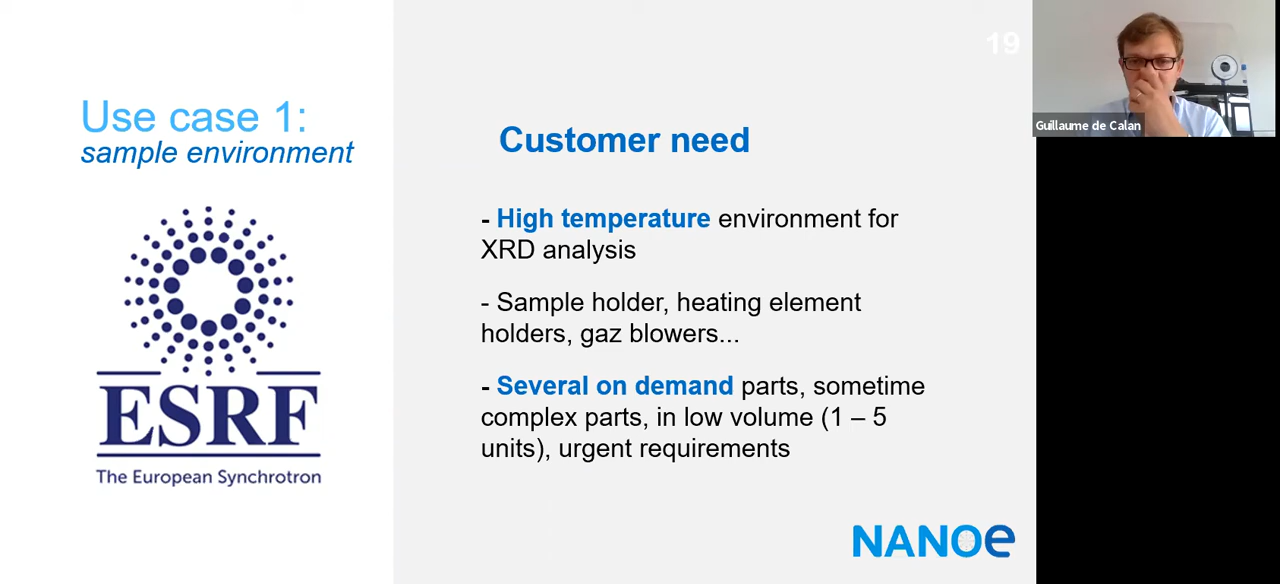 19
Guillaume de Calan
Use case 1:
sample environment
ESRF
The European Synchrotron
Customer need
- High temperature environment for
XRD analysis
- Sample holder, heating element
holders, gaz blowers...
- Several on demand parts, sometime
complex parts, in low volume (1 – 5
units), urgent requirements
NANOe